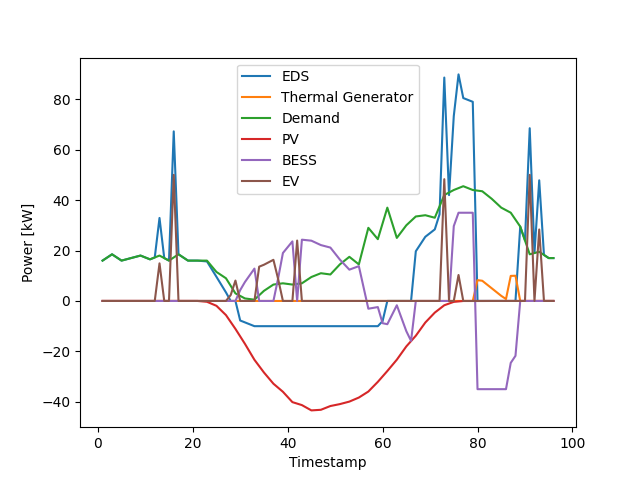 EDS
Thermal Generator
Demand
PV
BESS
EV
Power [kW]
80
60
40
20
0
−20
−40
0 20 40 60 80 100
Timestamp